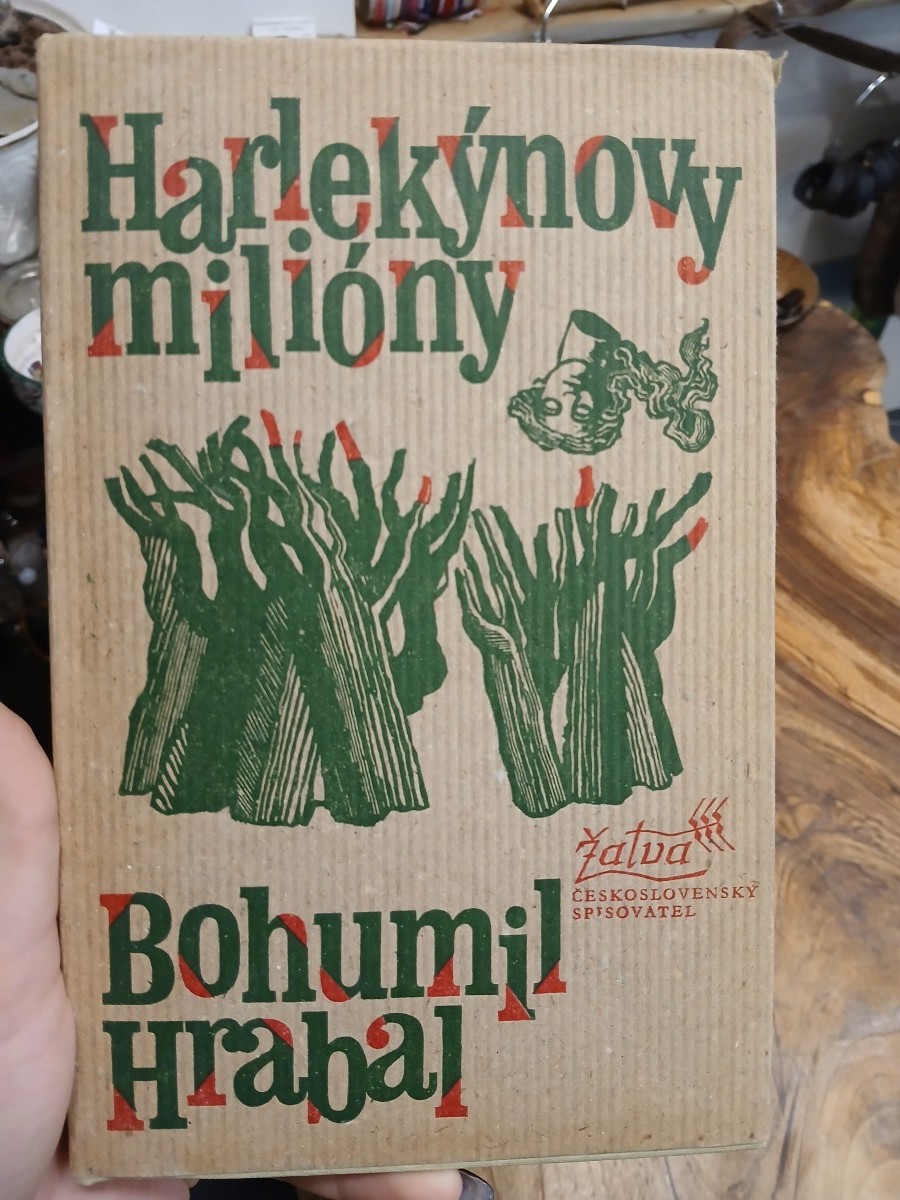 Harlekýnovy
milióny
Žatva
ČESKOSLOVENSKÝ
SPISOVATEL
Bohumil
Hrabal